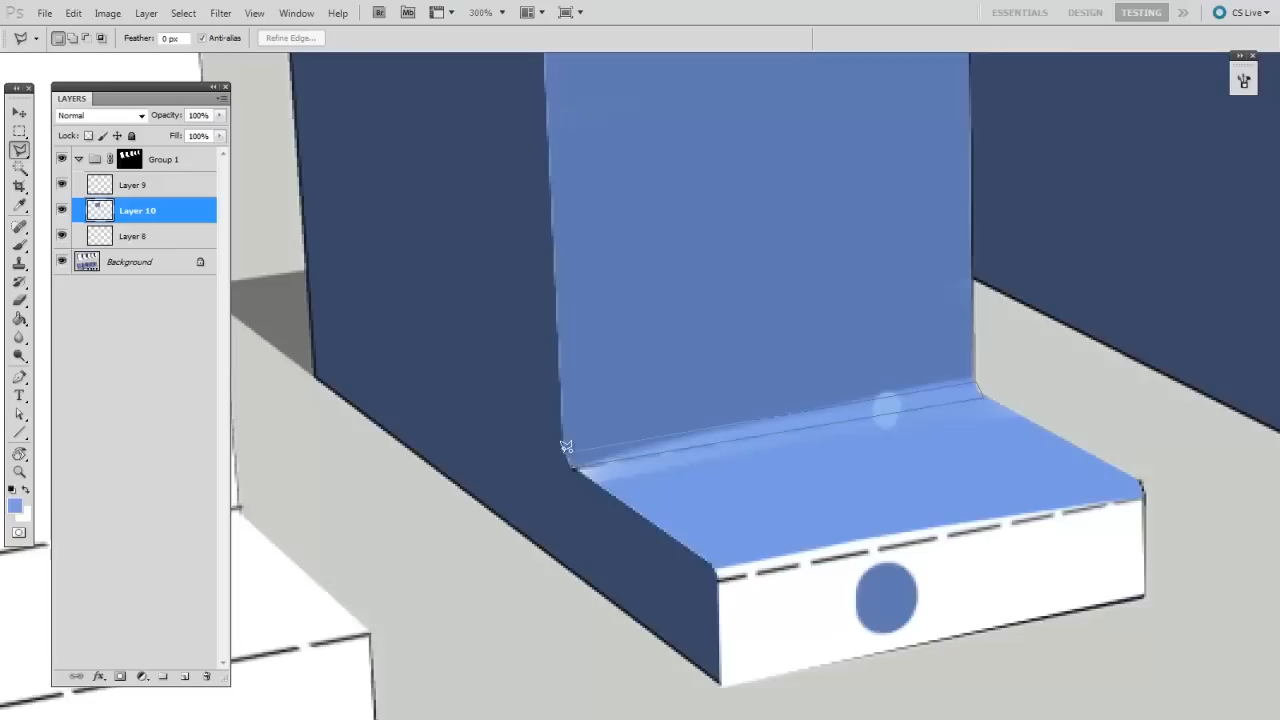 Ps File Edit Image Layer Select Filter View Window Help Br Mb 300% ESSENTIALS DESIGN TESTING CS Live
Feather: 0 px Anti-alias Refine Edge...
LAYERS
Normal Opacity: 100%
Lock: Fill: 100%
Group 1
Layer 9
Layer 10
Layer 8
Background
T
fx